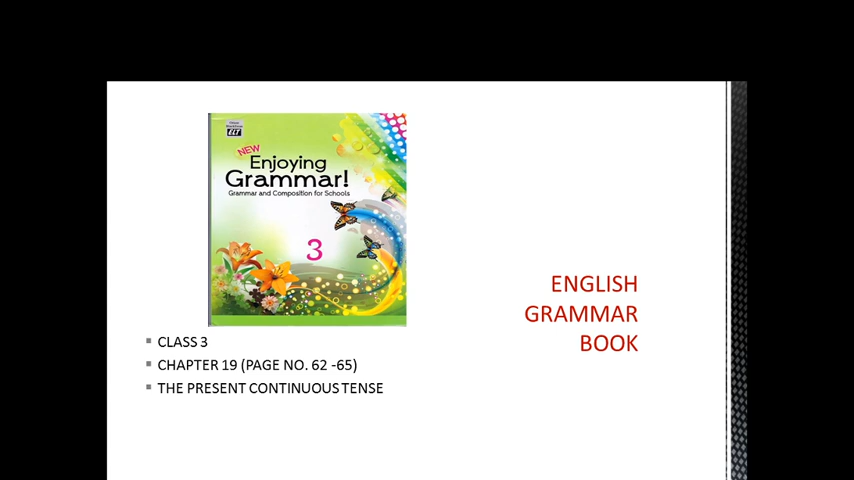 ELT
NEW
Enjoying
Grammar!
Grammar and Composition for Schools
3
CLASS 3
CHAPTER 19 (PAGE NO. 62 -65)
THE PRESENT CONTINUOUS TENSE
ENGLISH
GRAMMAR
BOOK